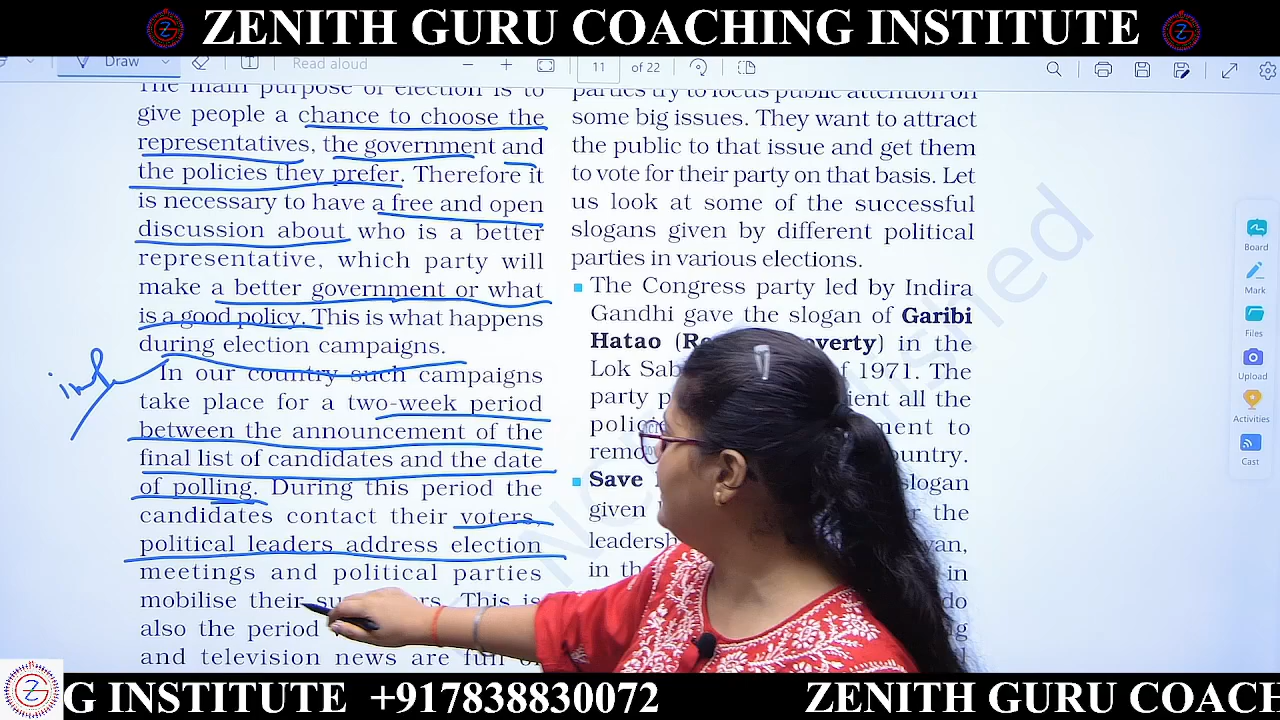 ZENITH GURU COACHING INSTITUTE
Draw
Read aloud
11 of 22
The main purpose of election is to
give people a chance to choose the
representatives, the government and
the policies they prefer. Therefore it
is necessary to have a free and open
discussion about who is a better
representative, which party will
make a better government or what
is a good policy. This is what happens
during election campaigns.
imp
In our country such campaigns
take place for a two-week period
between the announcement of the
final list of candidates and the date
of polling. During this period the
candidates contact their voters,
political leaders address election
meetings and political parties
mobilise their This is
also the period
and television news are full of
parties try to focus public attention on
some big issues. They want to attract
the public to that issue and get them
to vote for their party on that basis. Let
us look at some of the successful
slogans given by different political
parties in various elections.
The Congress party led by Indira
Gandhi gave the slogan of Garibi
Hatao ( in the
Lok of 1971. The
party all the
to
country.
Save slogan
given the
in in
do
Board
Mark
Files
Upload
Activities
Cast
G INSTITUTE +917838830072 ZENITH GURU COACH